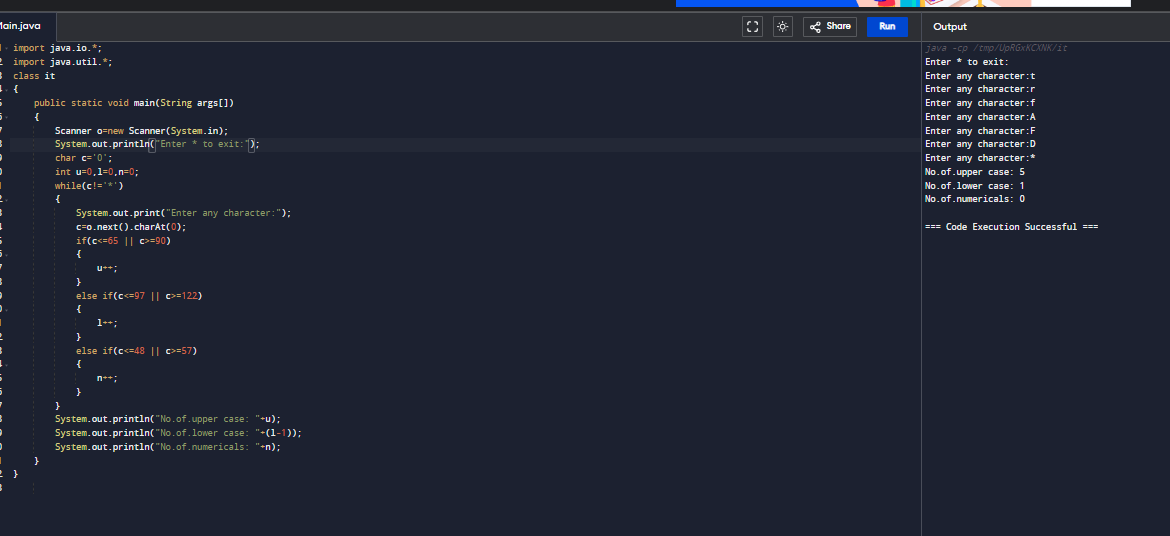 Main.java
Share
Run
Output
import java.io.*;
import java.util.*;
class it
{
public static void main(String args[])
{
Scanner o=new Scanner(System.in);
System.out.println("Enter * to exit:");
char c='0';
int u=0,l=0,n=0;
while(c!='*')
{
System.out.print("Enter any character:");
c=o.next().charAt(0);
if(c<=65 || c>=90)
{
u++;
}
else if(c<=97 || c>=122)
{
l++;
}
else if(c<=48 || c>=57)
{
n++;
}
}
System.out.println("No.of.upper case: "+u);
System.out.println("No.of.lower case: "+(l-1));
System.out.println("No.of.numericals: "+n);
}
}
java -cp /tmp/UpRGxKCXNK/it
Enter * to exit:
Enter any character:t
Enter any character:r
Enter any character:f
Enter any character:A
Enter any character:F
Enter any character:D
Enter any character:*
No.of.upper case: 5
No.of.lower case: 1
No.of.numericals: 0
=== Code Execution Successful ===